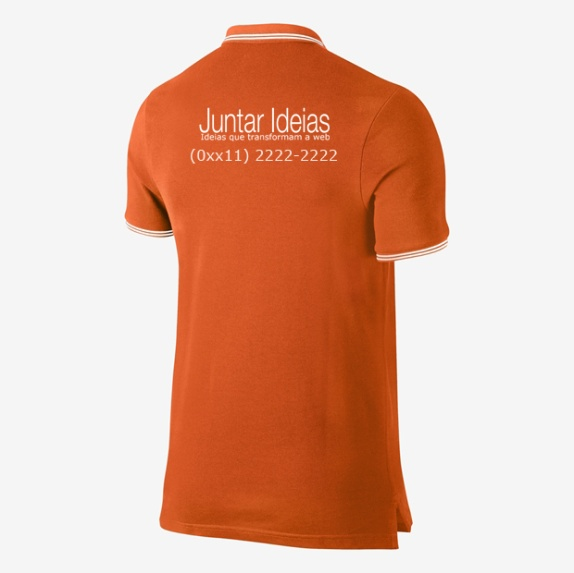 Juntar Ideias
Ideias que transformam a web
(0xx11) 2222-2222